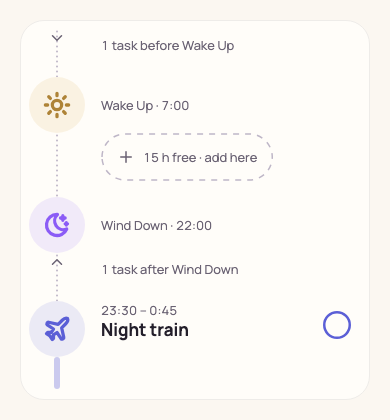 1 task before Wake Up
Wake Up · 7:00
15 h free · add here
Wind Down · 22:00
1 task after Wind Down
23:30 – 0:45
Night train